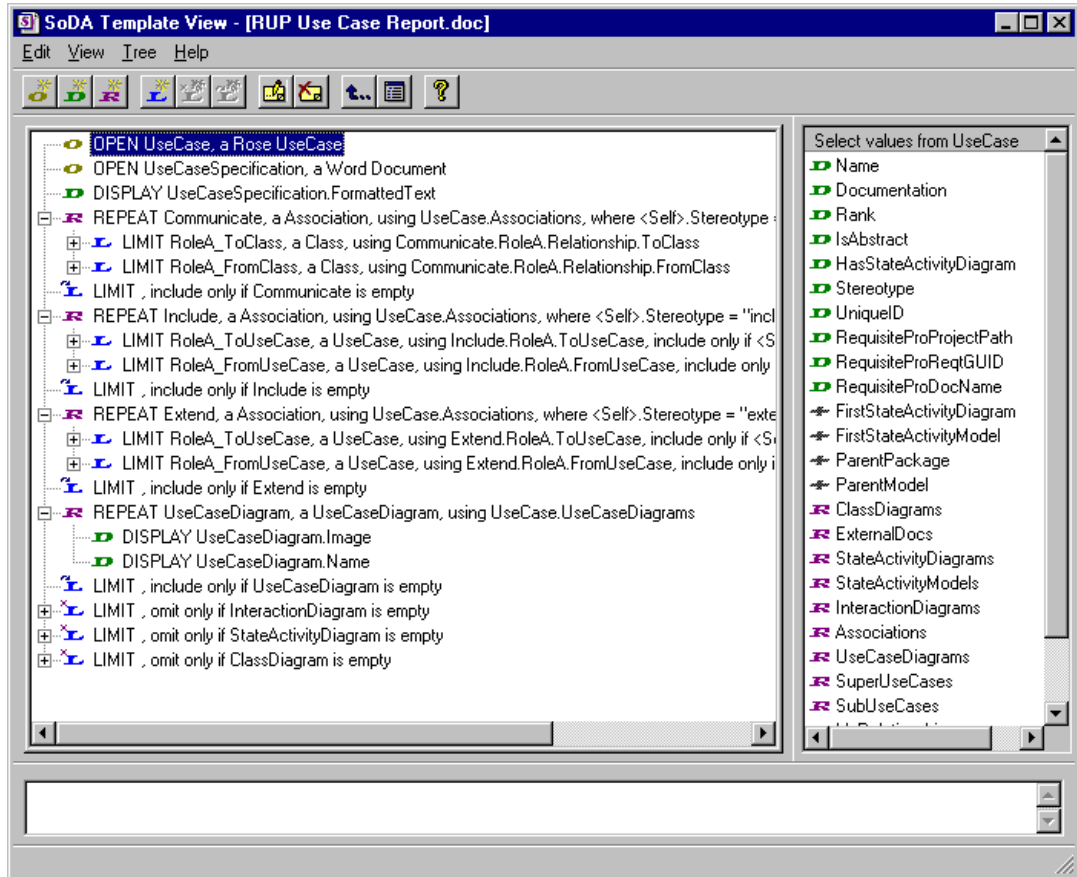 SoDA Template View - [RUP Use Case Report.doc]
Edit View Tree Help
OPEN UseCase, a Rose UseCase
OPEN UseCaseSpecification, a Word Document
DISPLAY UseCaseSpecification.FormattedText
REPEAT Communicate, a Association, using UseCase.Associations, where <Self>.Stereotype =
LIMIT RoleA_ToClass, a Class, using Communicate.RoleA.Relationship.ToClass
LIMIT RoleA_FromClass, a Class, using Communicate.RoleA.Relationship.FromClass
LIMIT , include only if Communicate is empty
REPEAT Include, a Association, using UseCase.Associations, where <Self>.Stereotype = "incl
LIMIT RoleA_ToUseCase, a UseCase, using Include.RoleA.ToUseCase, include only if <S
LIMIT RoleA_FromUseCase, a UseCase, using Include.RoleA.FromUseCase, include only
LIMIT , include only if Include is empty
REPEAT Extend, a Association, using UseCase.Associations, where <Self>.Stereotype = "exte
LIMIT RoleA_ToUseCase, a UseCase, using Extend.RoleA.ToUseCase, include only if <S
LIMIT RoleA_FromUseCase, a UseCase, using Extend.RoleA.FromUseCase, include only i
LIMIT , include only if Extend is empty
REPEAT UseCaseDiagram, a UseCaseDiagram, using UseCase.UseCaseDiagrams
DISPLAY UseCaseDiagram.Image
DISPLAY UseCaseDiagram.Name
LIMIT , include only if UseCaseDiagram is empty
LIMIT , omit only if InteractionDiagram is empty
LIMIT , omit only if StateActivityDiagram is empty
LIMIT , omit only if ClassDiagram is empty
Select values from UseCase
Name
Documentation
Rank
IsAbstract
HasStateActivityDiagram
Stereotype
UniqueID
RequisiteProProjectPath
RequisiteProReqtGUID
RequisiteProDocName
FirstStateActivityDiagram
FirstStateActivityModel
ParentPackage
ParentModel
ClassDiagrams
ExternalDocs
StateActivityDiagrams
StateActivityModels
InteractionDiagrams
Associations
UseCaseDiagrams
SuperUseCases
SubUseCases